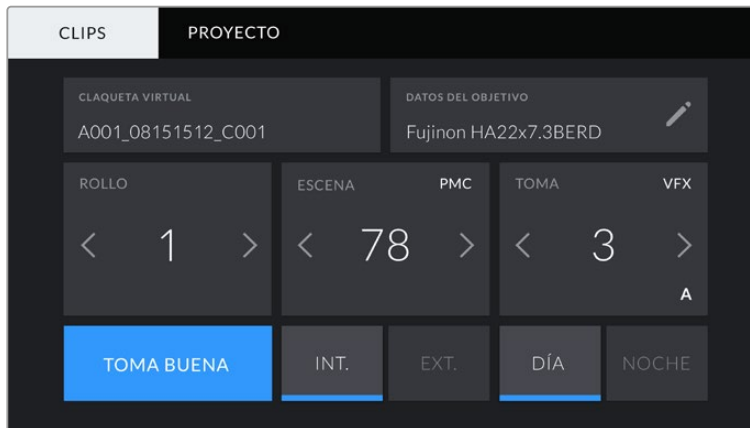 CLIPS PROYECTO
CLAQUETA VIRTUAL DATOS DEL OBJETIVO
A001_08151512_C001 Fujinon HA22x7.3BERD
ROLLO ESCENA PMC TOMA VFX
< 1 > < 78 > < 3 >
A
TOMA BUENA INT. EXT. DÍA NOCHE